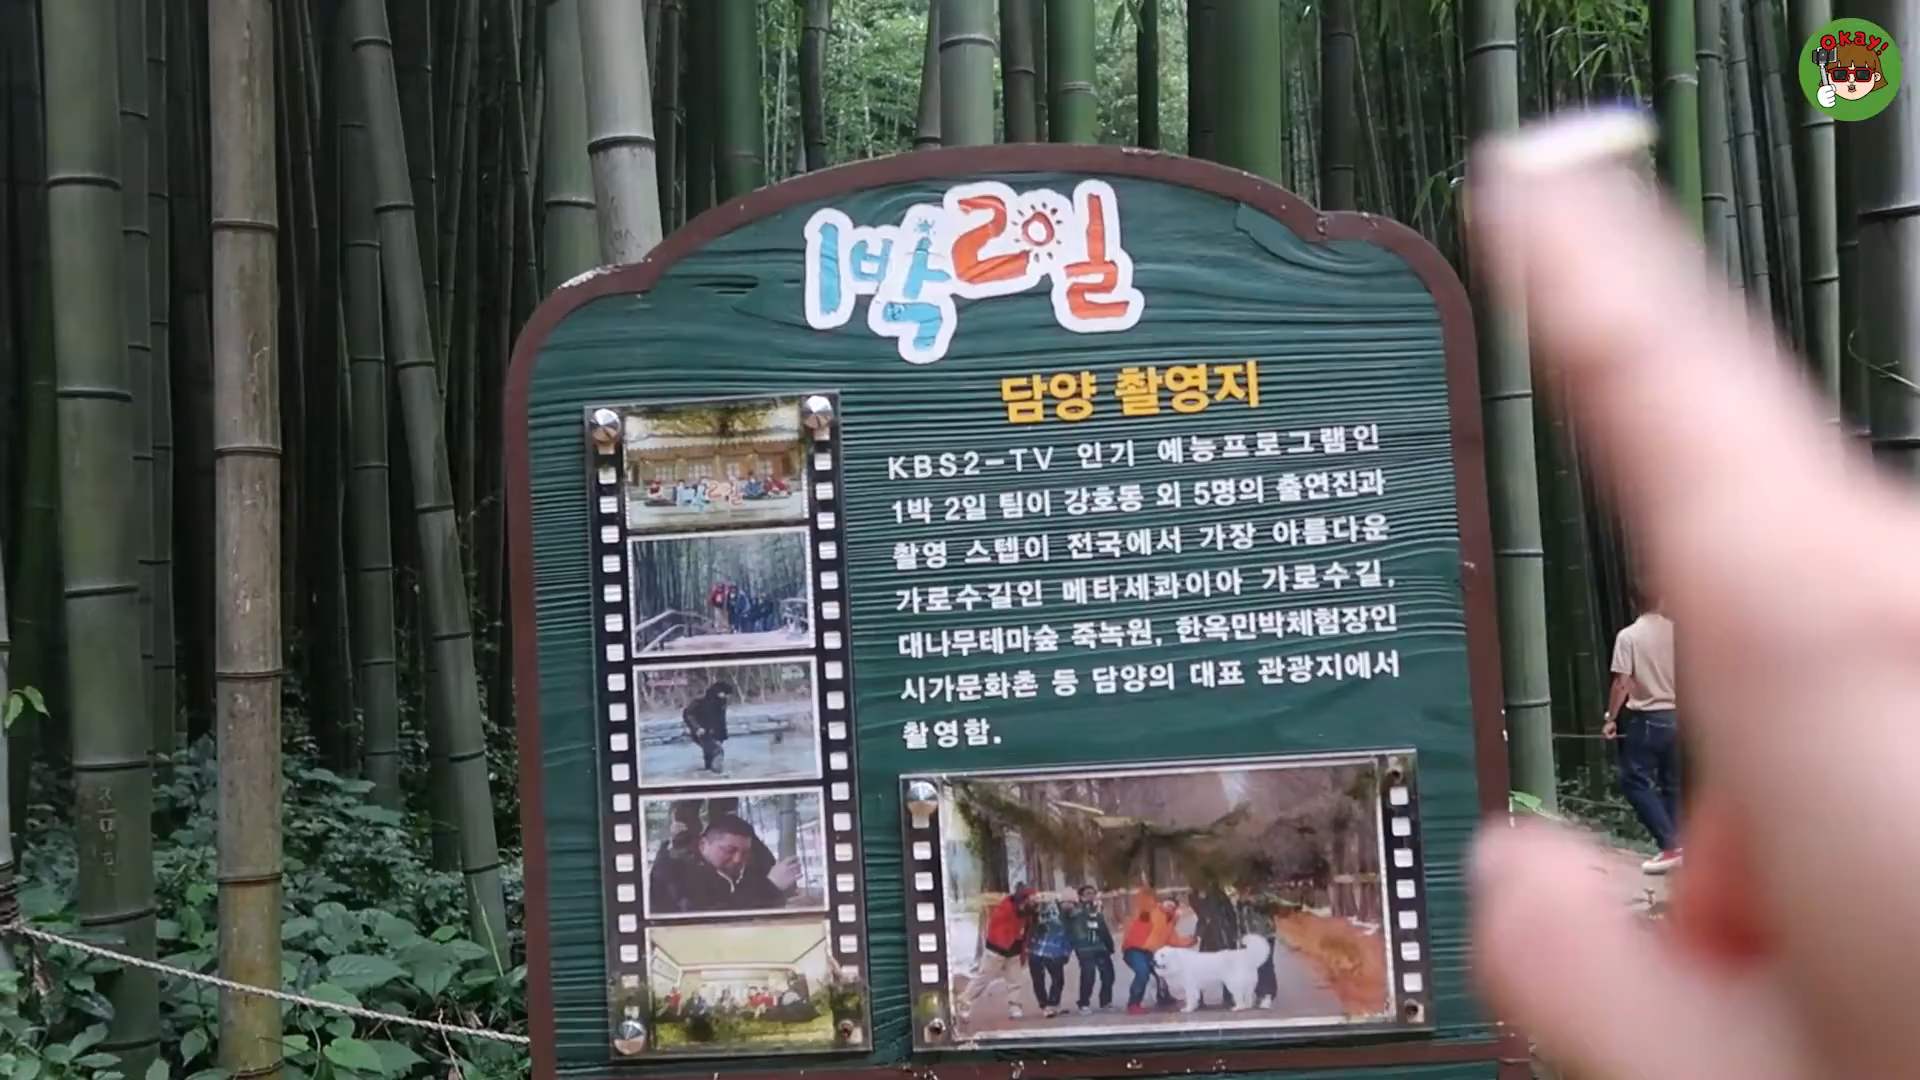 Okay!
1박2일
담양 촬영지
KBS2-TV 인기 예능프로그램인
1박 2일 팀이 강호동 외 5명의 출연진과
촬영 스텝이 전국에서 가장 아름다운
가로수길인 메타세콰이아 가로수길,
대나무테마숲 죽녹원, 한옥민박체험장인
시가문화촌 등 담양의 대표 관광지에서
촬영함.
1박2일